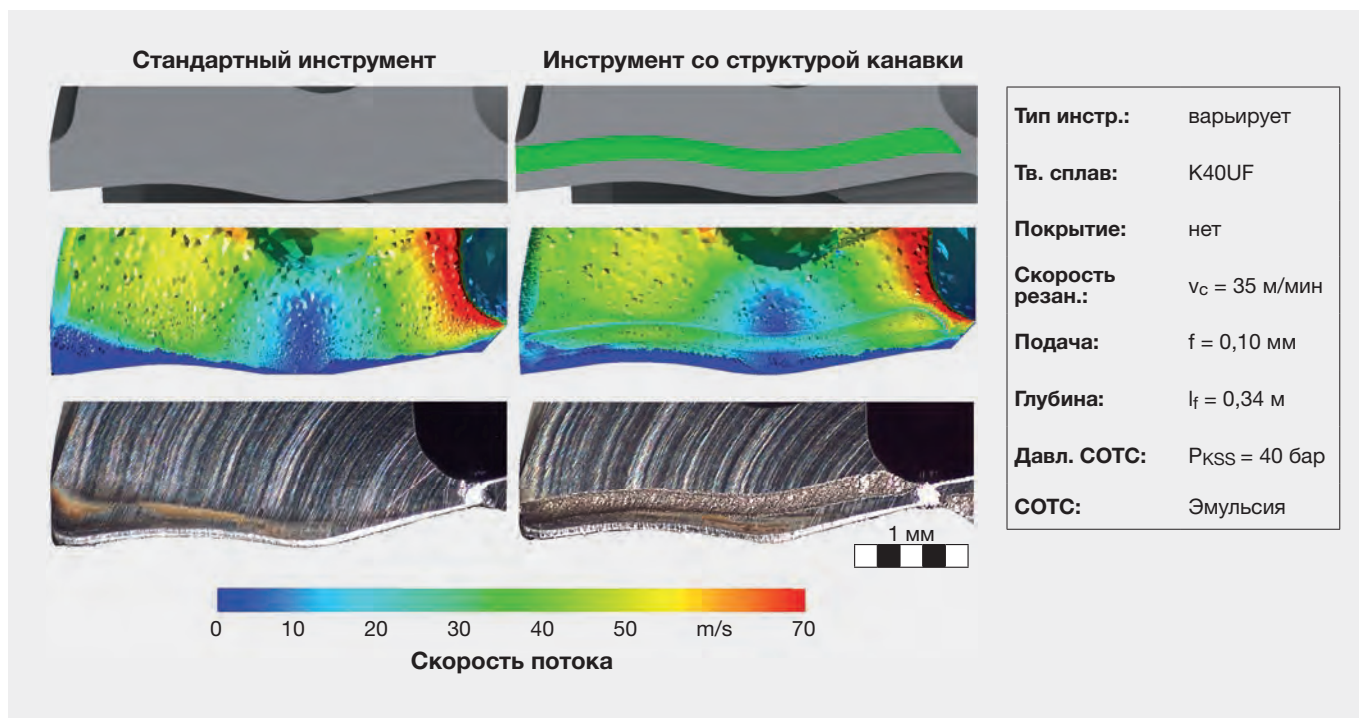 Стандартный инструмент
Инструмент со структурой канавки
Тип инстр.: варьирует
Тв. сплав: K40UF
Покрытие: нет
Скорость
резан.: vc = 35 м/мин
Подача: f = 0,10 мм
Глубина: lf = 0,34 м
Давл. СОТС: PKSS = 40 бар
СОТС: Эмульсия
1 мм
0 10 20 30 40 50 m/s 70
Скорость потока